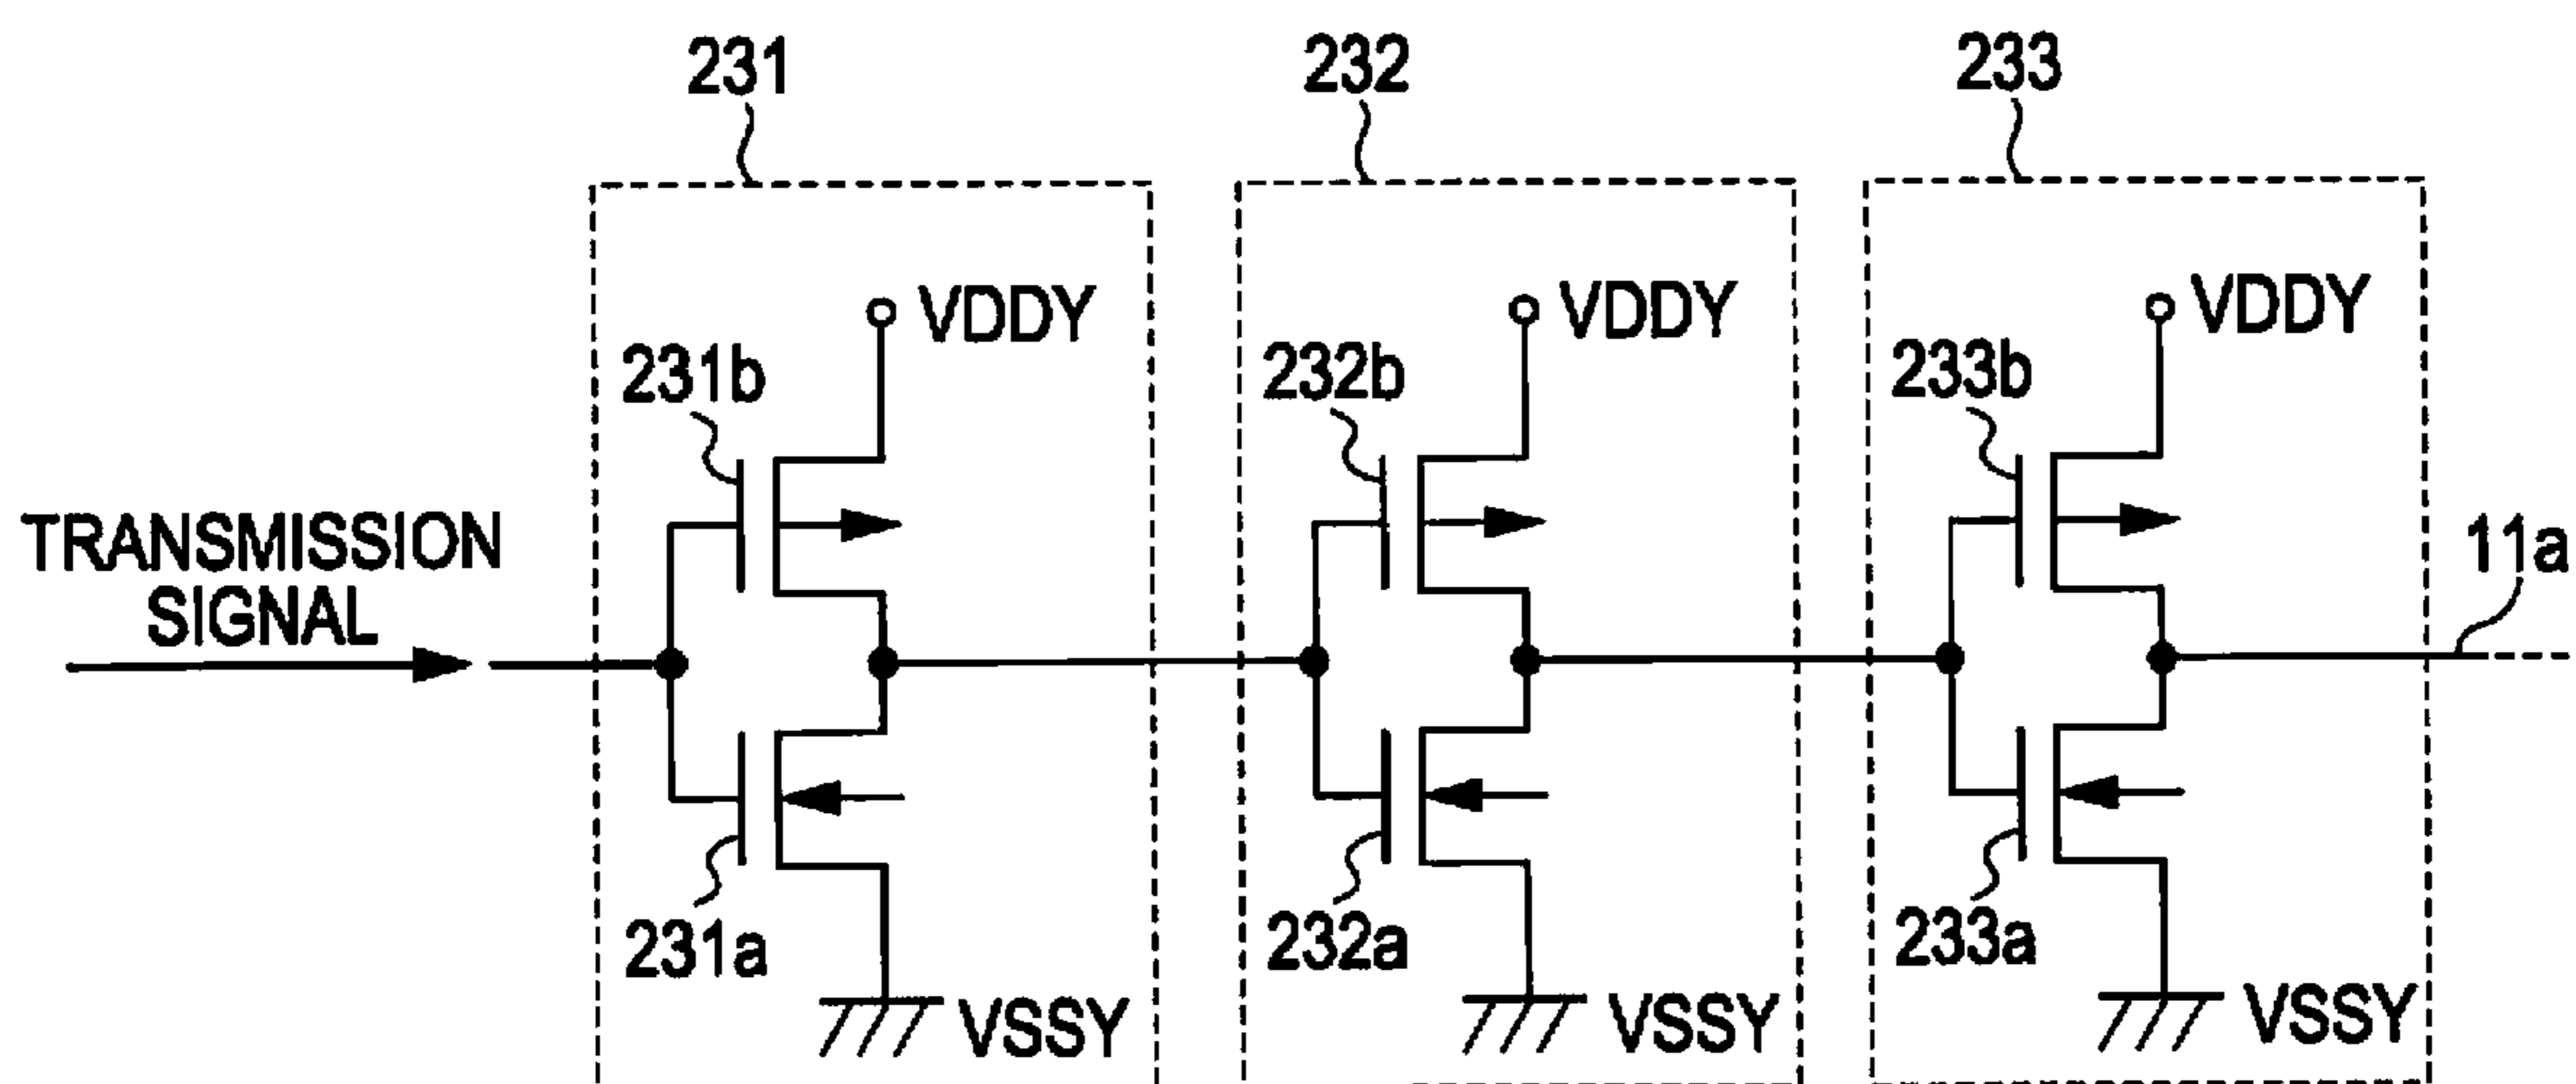 231
232
233
VDDY
VDDY
VDDY
231b
232b
233b
TRANSMISSION
SIGNAL
11a
231a
232a
233a
VSSY
VSSY
VSSY